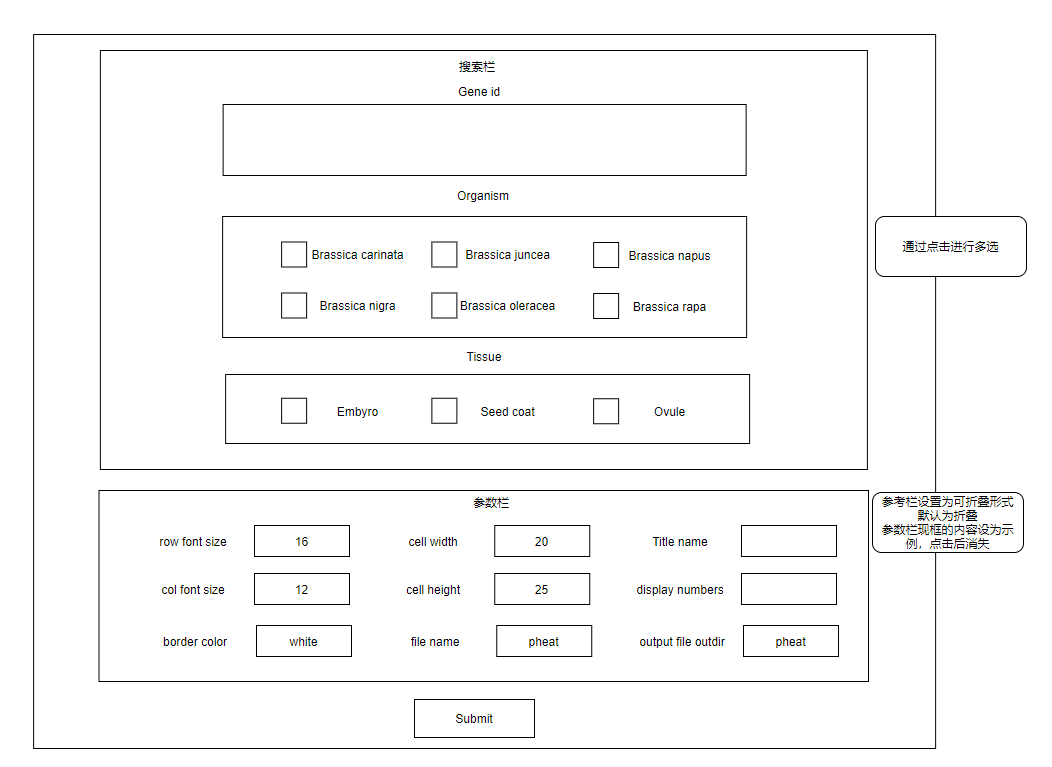 搜索栏
Gene id
Organism
Brassica carinata
Brassica juncea
Brassica napus
通过点击进行多选
Brassica nigra
Brassica oleracea
Brassica rapa
Tissue
Embyro
Seed coat
Ovule
参数栏
参考栏设置为可折叠形式
默认为折叠
参数栏现框的内容设为示
例，点击后消失
row font size
16
cell width
20
Title name
col font size
12
cell height
25
display numbers
border color
white
file name
pheat
output file outdir
pheat
Submit